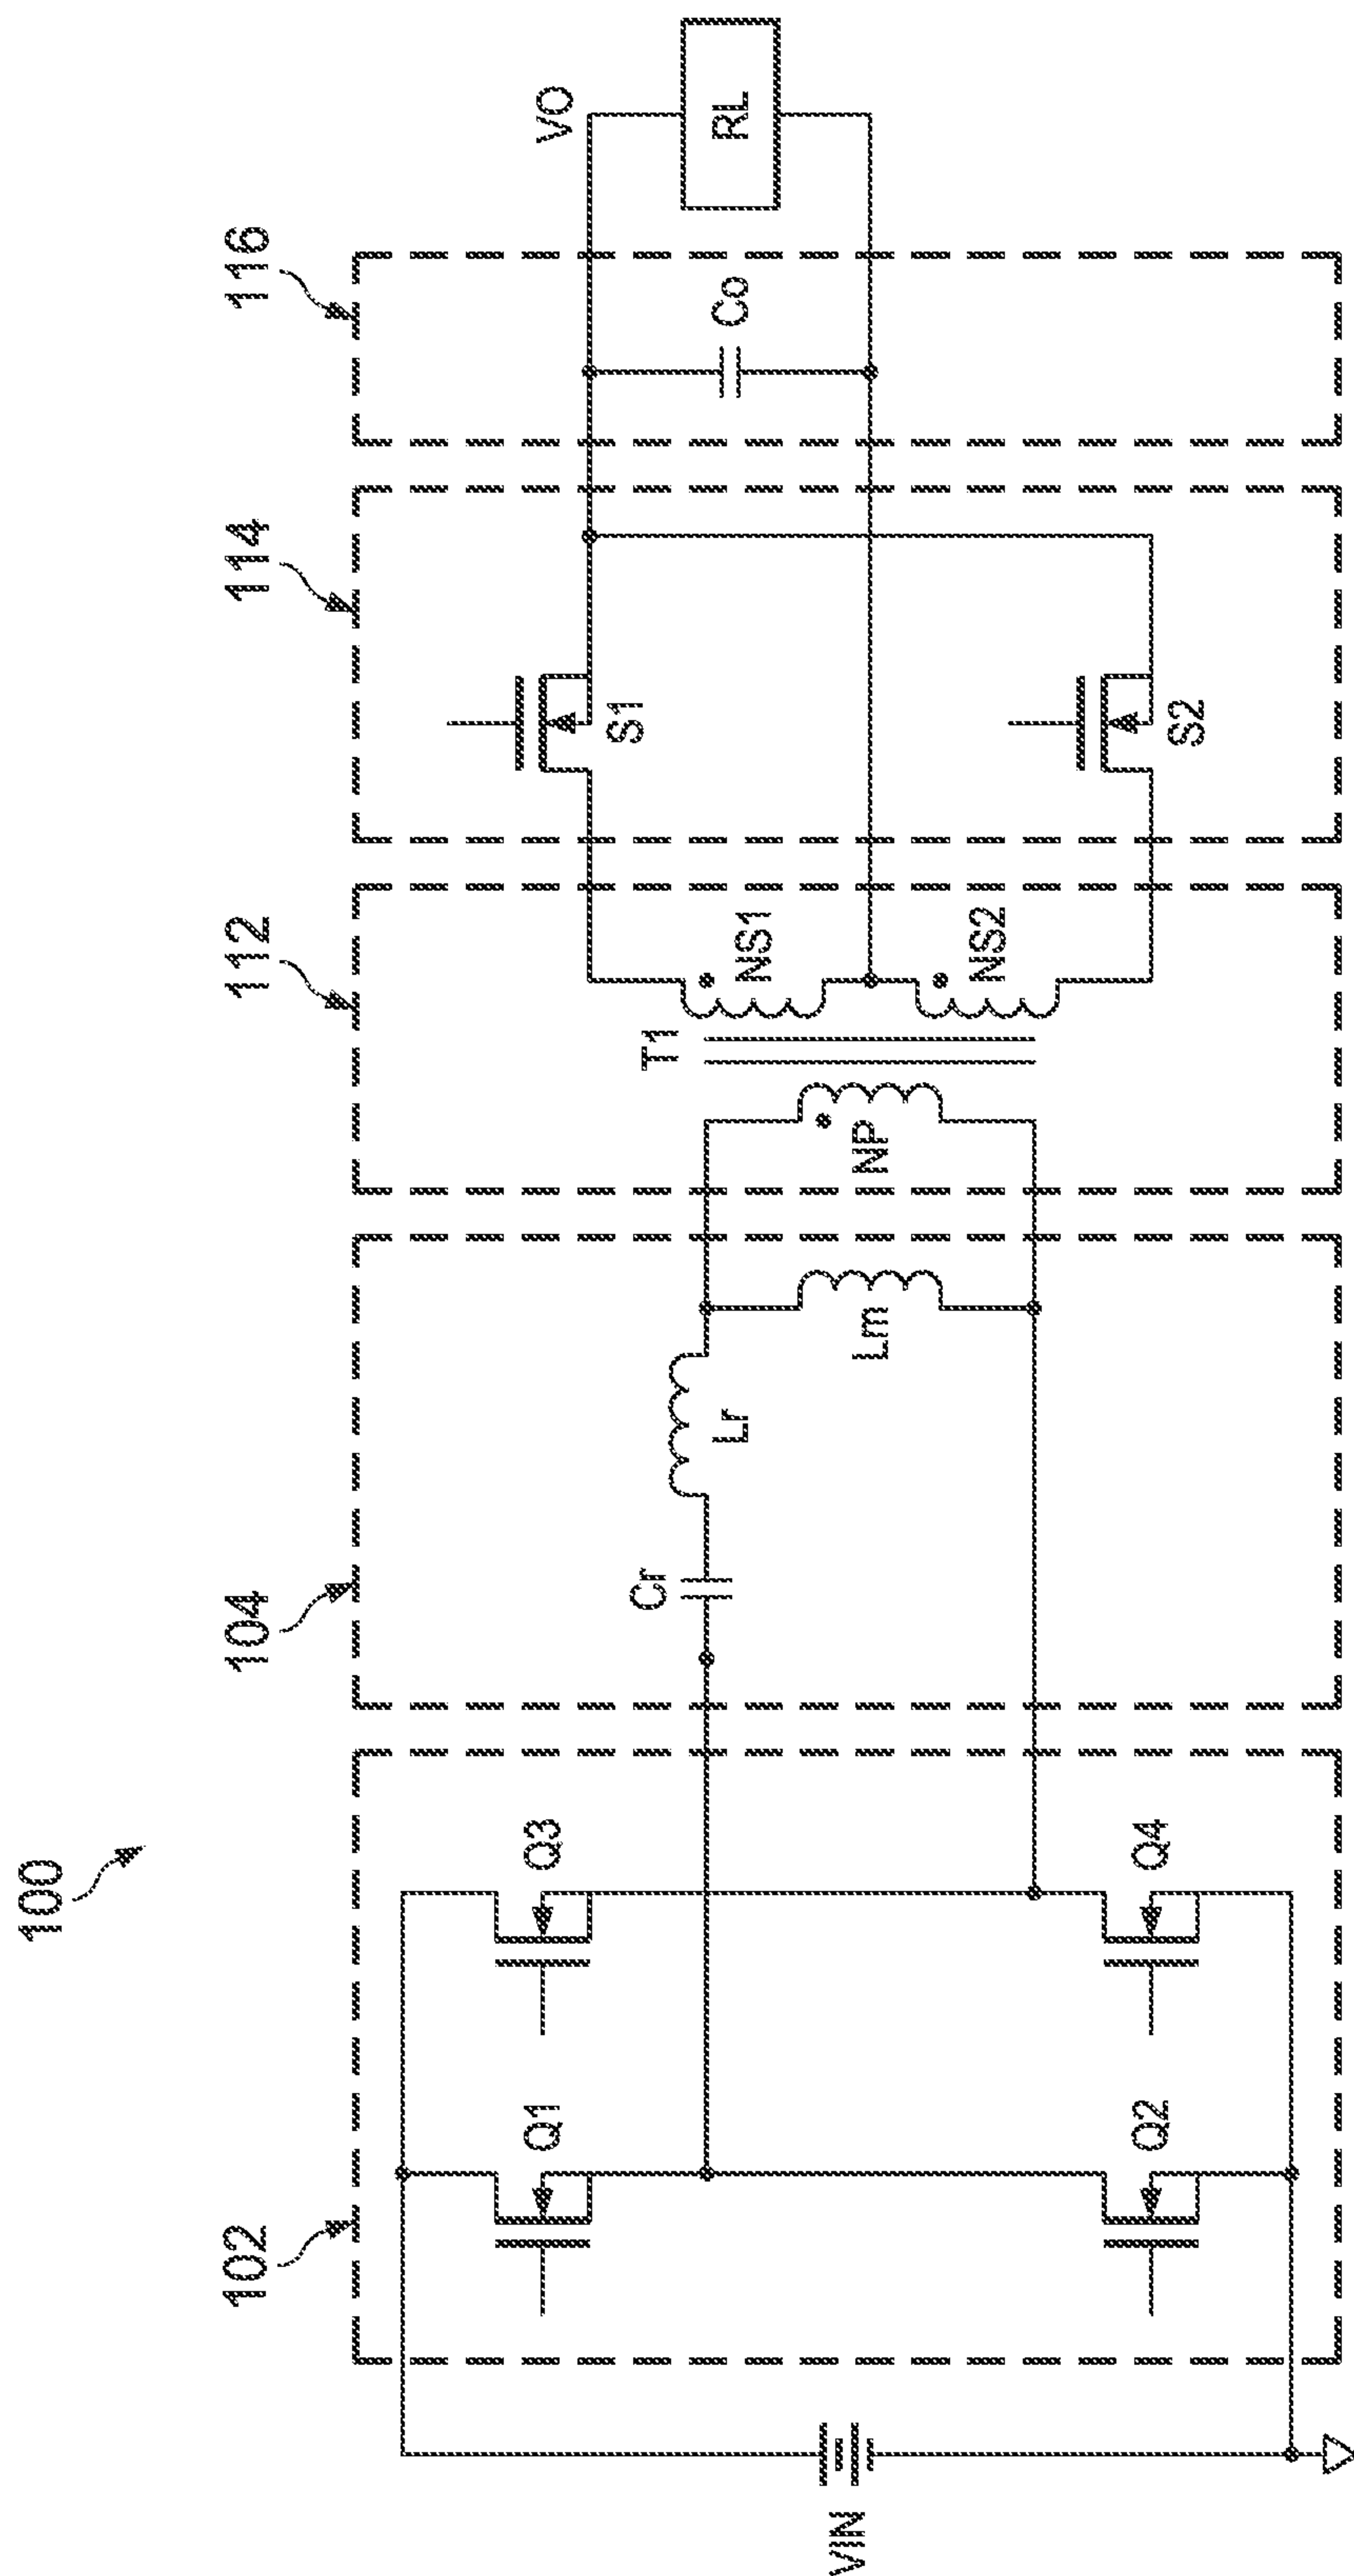 100
102
104
112
114
116
VIN
Q1
Q3
Q2
Q4
Cr
Lr
Lm
T1
NP
NS1
NS2
S1
S2
Co
VO
RL